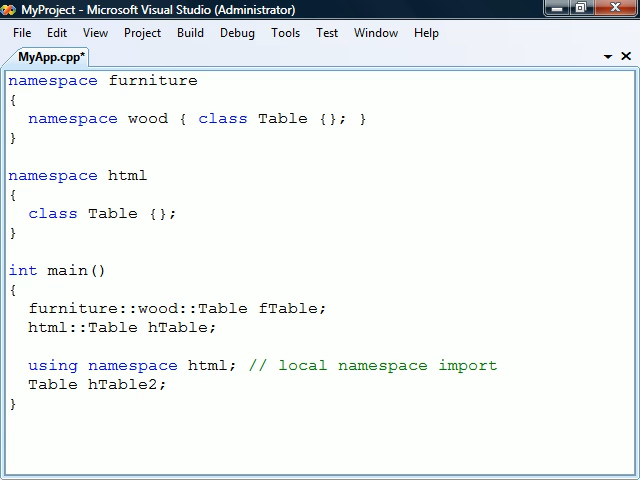 MyProject - Microsoft Visual Studio (Administrator)
File Edit View Project Build Debug Tools Test Window Help
MyApp.cpp*
namespace furniture
{
  namespace wood { class Table {}; }
}

namespace html
{
  class Table {};
}

int main()
{
  furniture::wood::Table fTable;
  html::Table hTable;

  using namespace html; // local namespace import
  Table hTable2;
}